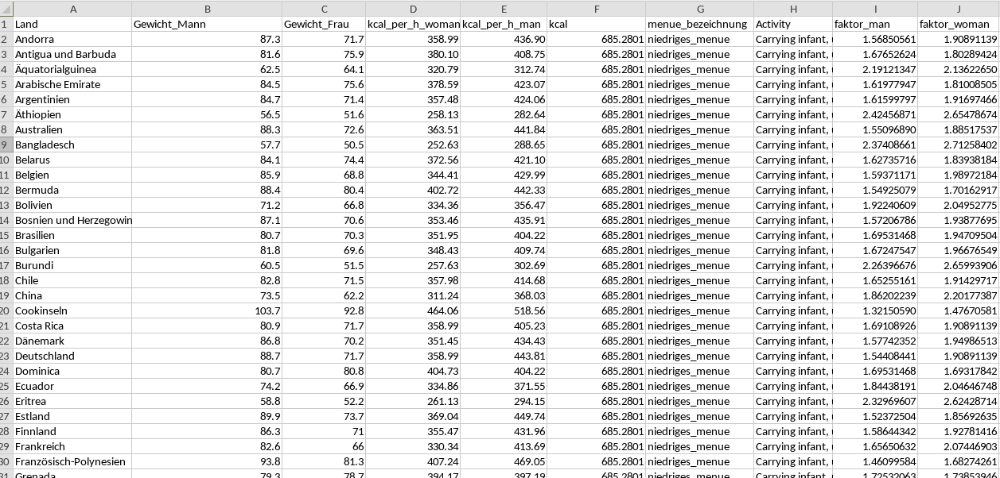 A B C D E F G H I J
1 Land Gewicht_Mann Gewicht_Frau kcal_per_h_woman kcal_per_h_man kcal menue_bezeichnung Activity faktor_man faktor_woman
2 Andorra 87.3 71.7 358.99 436.90 685.2801 niedriges_menue Carrying infant, 1.56850561 1.90891139
3 Antigua und Barbuda 81.6 75.9 380.10 408.75 685.2801 niedriges_menue Carrying infant, 1.67652624 1.80289424
4 Äquatorialguinea 62.5 64.1 320.79 312.74 685.2801 niedriges_menue Carrying infant, 2.19121347 2.13622650
5 Arabische Emirate 84.5 75.6 378.59 423.07 685.2801 niedriges_menue Carrying infant, 1.61977947 1.81008505
6 Argentinien 84.7 71.4 357.48 424.06 685.2801 niedriges_menue Carrying infant, 1.61599797 1.91697466
7 Äthiopien 56.5 51.6 258.13 282.64 685.2801 niedriges_menue Carrying infant, 2.42456871 2.65478674
8 Australien 88.3 72.6 363.51 441.84 685.2801 niedriges_menue Carrying infant, 1.55096890 1.88517537
9 Bangladesch 57.7 50.5 252.63 288.65 685.2801 niedriges_menue Carrying infant, 2.37408661 2.71258402
10 Belarus 84.1 74.4 372.56 421.10 685.2801 niedriges_menue Carrying infant, 1.62735716 1.83938184
11 Belgien 85.9 68.8 344.41 429.99 685.2801 niedriges_menue Carrying infant, 1.59371171 1.98972184
12 Bermuda 88.4 80.4 402.72 442.33 685.2801 niedriges_menue Carrying infant, 1.54925079 1.70162917
13 Bolivien 71.2 66.8 334.36 356.47 685.2801 niedriges_menue Carrying infant, 1.92240609 2.04952775
14 Bosnien und Herzegowin 87.1 70.6 353.46 435.91 685.2801 niedriges_menue Carrying infant, 1.57206786 1.93877695
15 Brasilien 80.7 70.3 351.95 404.22 685.2801 niedriges_menue Carrying infant, 1.69531468 1.94709504
16 Bulgarien 81.8 69.6 348.43 409.74 685.2801 niedriges_menue Carrying infant, 1.67247547 1.96676549
17 Burundi 60.5 51.5 257.63 302.69 685.2801 niedriges_menue Carrying infant, 2.26396676 2.65993906
18 Chile 82.8 71.5 357.98 414.68 685.2801 niedriges_menue Carrying infant, 1.65255161 1.91429717
19 China 73.5 62.2 311.24 368.03 685.2801 niedriges_menue Carrying infant, 1.86202239 2.20177387
20 Cookinseln 103.7 92.8 464.06 518.56 685.2801 niedriges_menue Carrying infant, 1.32150590 1.47670581
21 Costa Rica 80.9 71.7 358.99 405.23 685.2801 niedriges_menue Carrying infant, 1.69108926 1.90891139
22 Dänemark 86.8 70.2 351.45 434.43 685.2801 niedriges_menue Carrying infant, 1.57742352 1.94986513
23 Deutschland 88.7 71.7 358.99 443.81 685.2801 niedriges_menue Carrying infant, 1.54408441 1.90891139
24 Dominica 80.7 80.8 404.73 404.22 685.2801 niedriges_menue Carrying infant, 1.69531468 1.69317842
25 Ecuador 74.2 66.9 334.86 371.55 685.2801 niedriges_menue Carrying infant, 1.84438191 2.04646748
26 Eritrea 58.8 52.2 261.13 294.15 685.2801 niedriges_menue Carrying infant, 2.32969607 2.62428714
27 Estland 89.9 73.7 369.04 449.74 685.2801 niedriges_menue Carrying infant, 1.52372504 1.85692635
28 Finnland 86.3 71 355.47 431.96 685.2801 niedriges_menue Carrying infant, 1.58644342 1.92781416
29 Frankreich 82.6 66 330.34 413.69 685.2801 niedriges_menue Carrying infant, 1.65650632 2.07446903
30 Französisch-Polynesien 93.8 81.3 407.24 469.05 685.2801 niedriges_menue Carrying infant, 1.46099584 1.68274261
31 Grenada 79.3 78.7 394.17 397.19 685.2801 niedriges_menue Carrying infant, 1.72532063 1.73853946